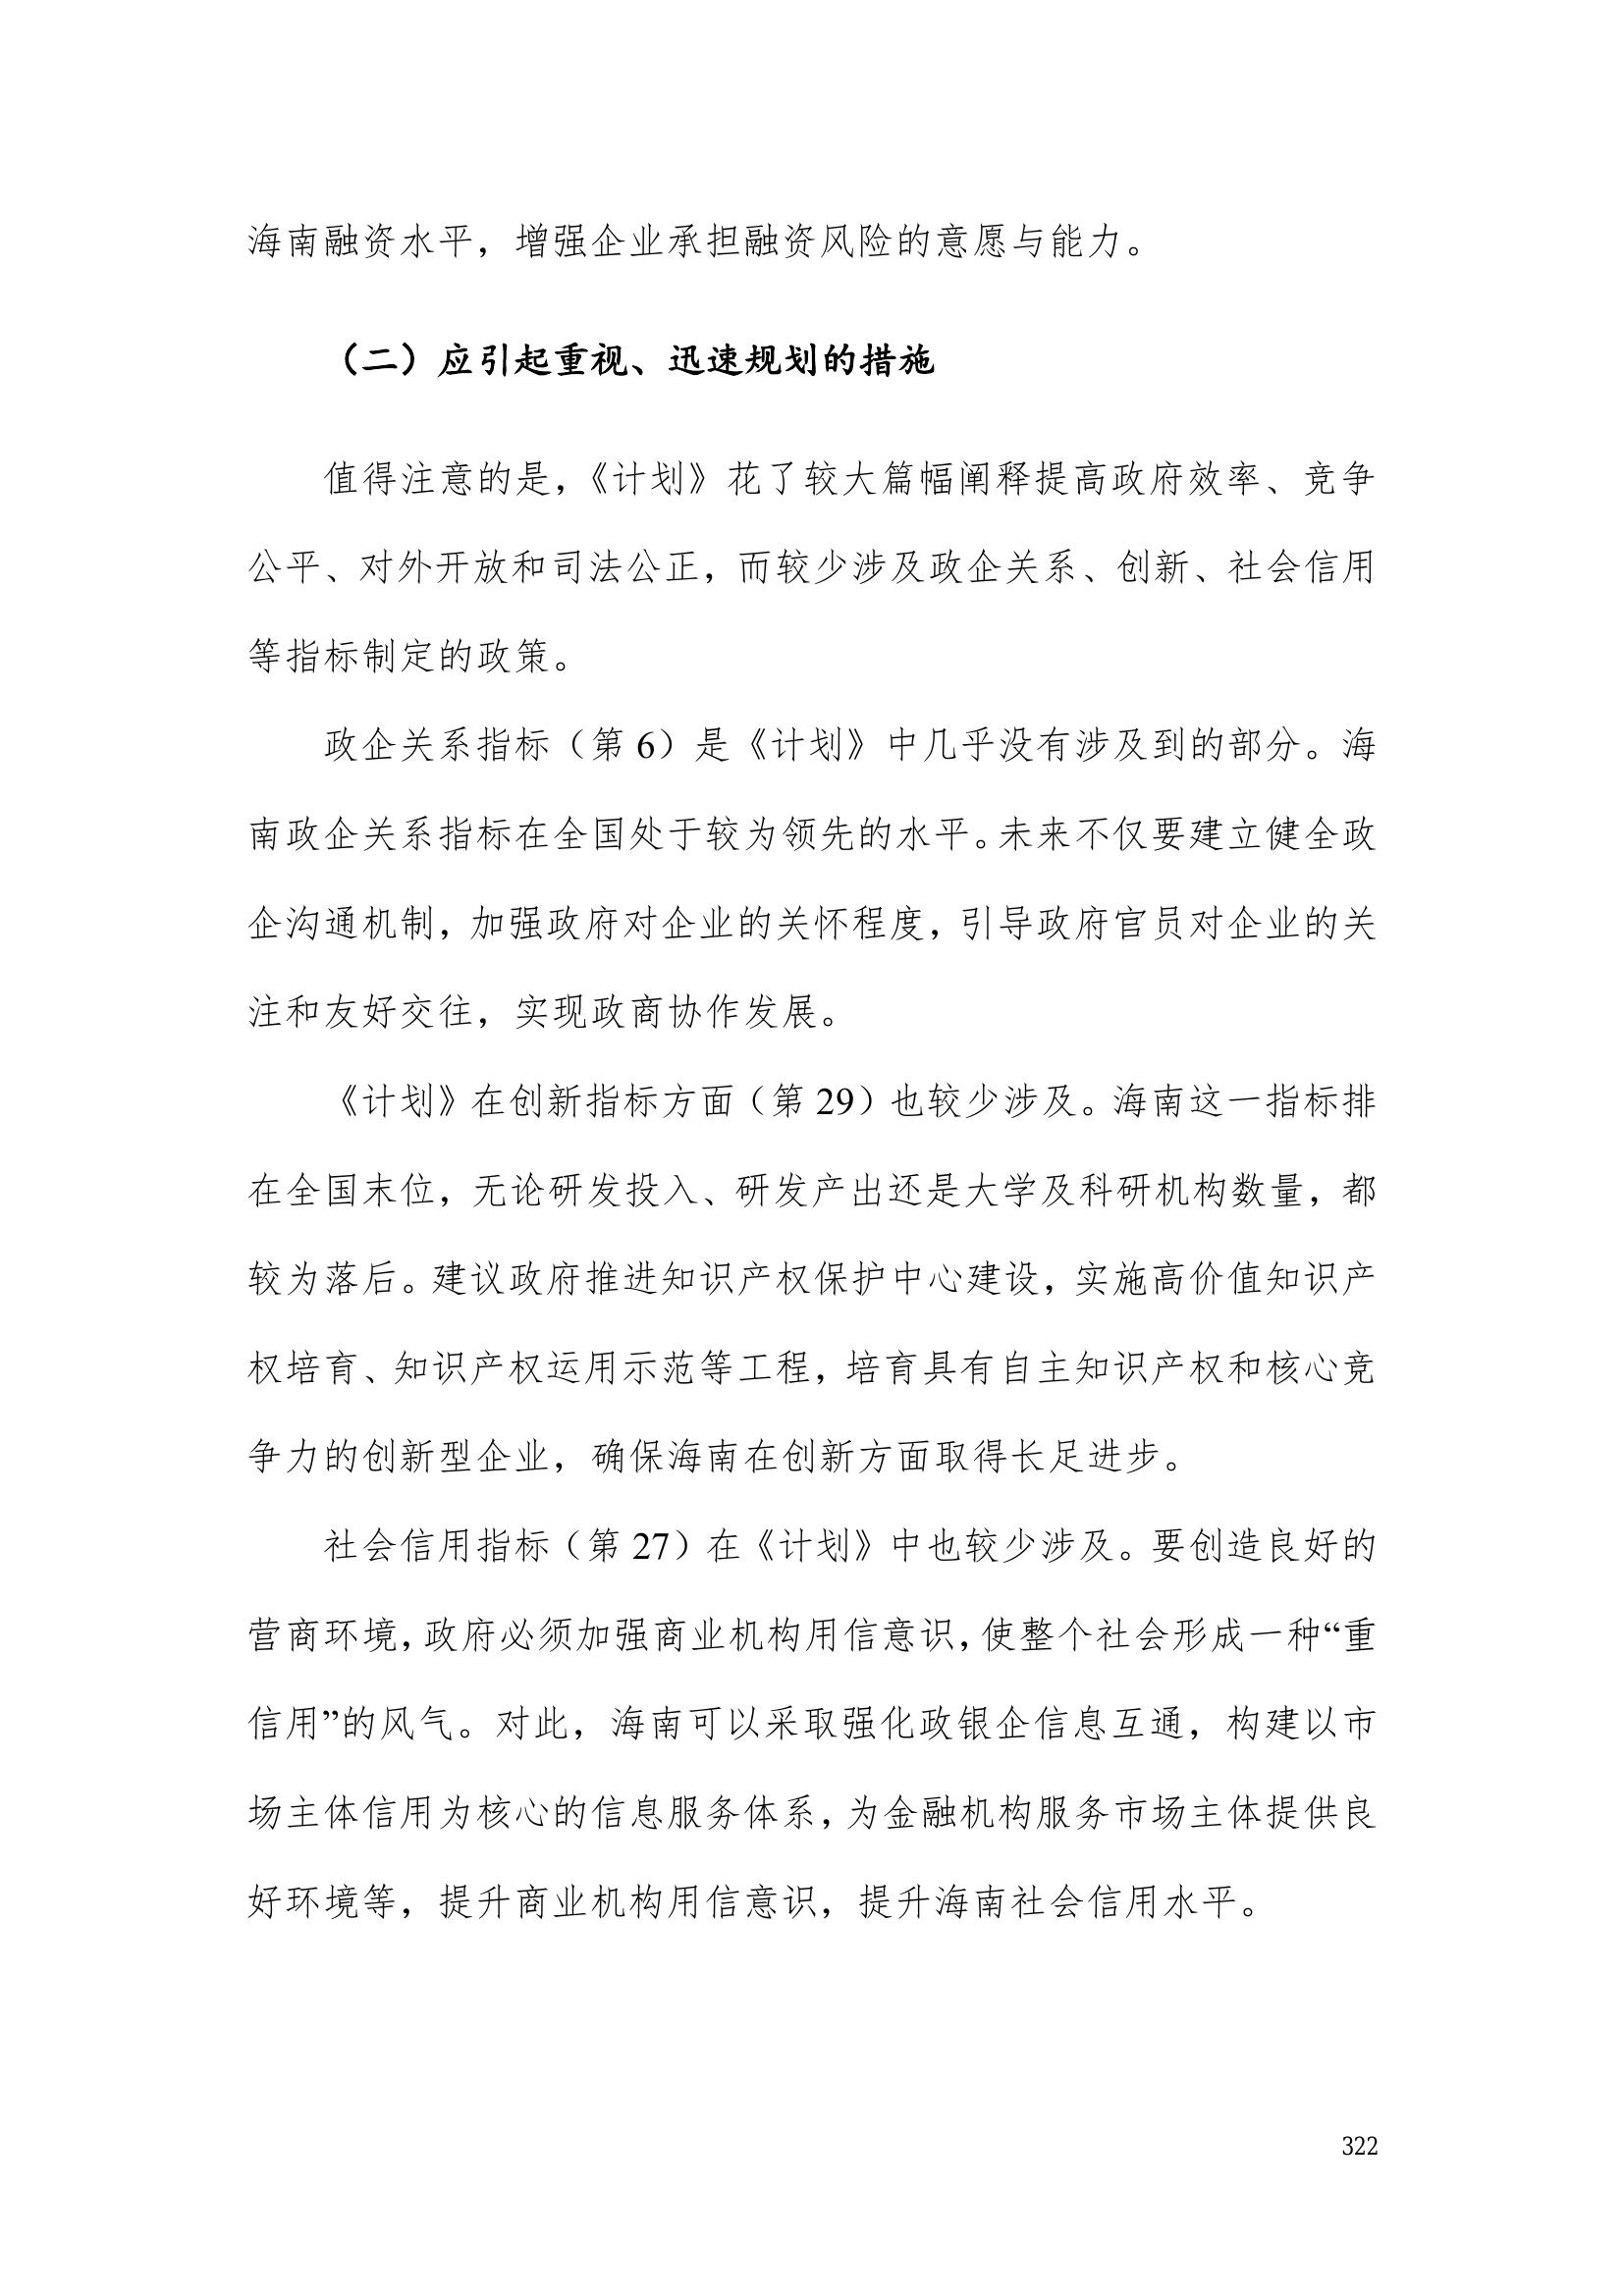 海南融资水平，增强企业承担融资风险的意愿与能力。
（二）应引起重视、迅速规划的措施
值得注意的是，《计划》花了较大篇幅阐释提高政府效率、竞争
公平、对外开放和司法公正，而较少涉及政企关系、创新、社会信用
等指标制定的政策。
政企关系指标（第 6）是《计划》中几乎没有涉及到的部分。海
南政企关系指标在全国处于较为领先的水平。未来不仅要建立健全政
企沟通机制，加强政府对企业的关怀程度，引导政府官员对企业的关
注和友好交往，实现政商协作发展。
《计划》在创新指标方面（第 29）也较少涉及。海南这一指标排
在全国末位，无论研发投入、研发产出还是大学及科研机构数量，都
较为落后。建议政府推进知识产权保护中心建设，实施高价值知识产
权培育、知识产权运用示范等工程，培育具有自主知识产权和核心竞
争力的创新型企业，确保海南在创新方面取得长足进步。
社会信用指标（第 27）在《计划》中也较少涉及。要创造良好的
营商环境，政府必须加强商业机构用信意识，使整个社会形成一种“重
信用”的风气。对此，海南可以采取强化政银企信息互通，构建以市
场主体信用为核心的信息服务体系，为金融机构服务市场主体提供良
好环境等，提升商业机构用信意识，提升海南社会信用水平。
322